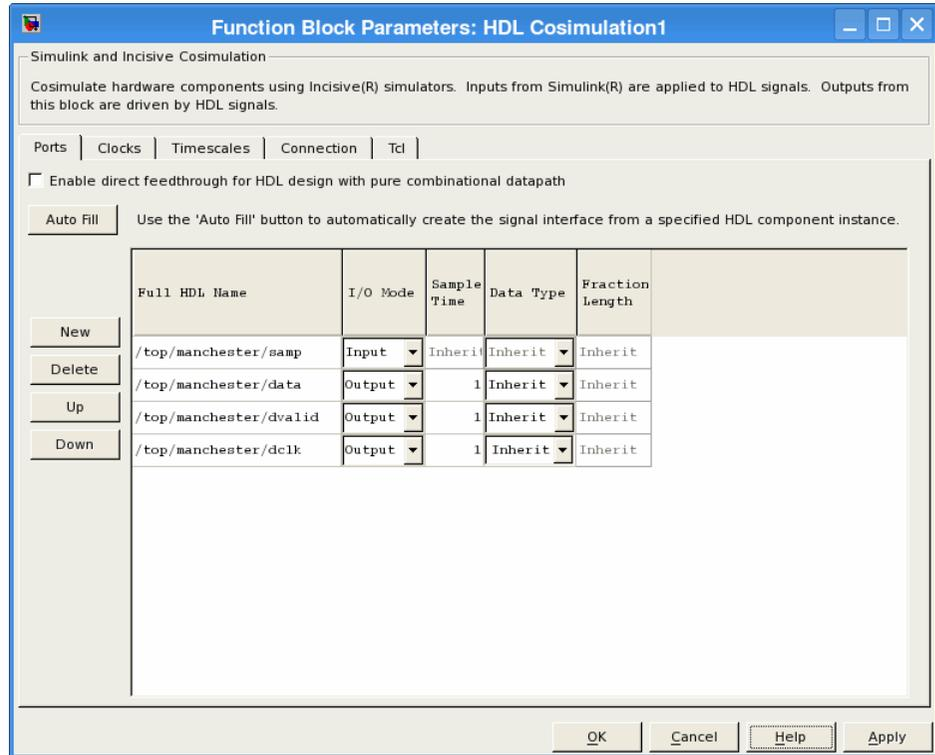 Function Block Parameters: HDL Cosimulation1
Simulink and Incisive Cosimulation
Cosimulate hardware components using Incisive(R) simulators. Inputs from Simulink(R) are applied to HDL signals. Outputs from
this block are driven by HDL signals.
Ports Clocks Timescales Connection Tcl
Enable direct feedthrough for HDL design with pure combinational datapath
Auto Fill Use the 'Auto Fill' button to automatically create the signal interface from a specified HDL component instance.
Full HDL Name I/O Mode Sample Time Data Type Fraction Length
New
Delete
Up
Down
/top/manchester/samp Input Inherit Inherit Inherit
/top/manchester/data Output 1 Inherit Inherit
/top/manchester/dvalid Output 1 Inherit Inherit
/top/manchester/dclk Output 1 Inherit Inherit
OK Cancel Help Apply